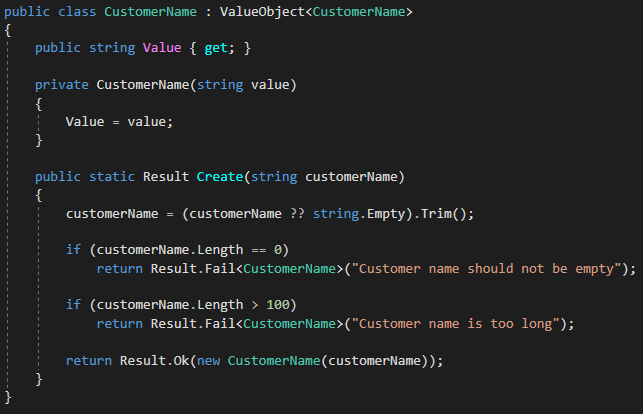 public class CustomerName : ValueObject<CustomerName>
{
public string Value { get; }
private CustomerName(string value)
{
Value = value;
}
public static Result Create(string customerName)
{
customerName = (customerName ?? string.Empty).Trim();
if (customerName.Length == 0)
return Result.Fail<CustomerName>("Customer name should not be empty");
if (customerName.Length > 100)
return Result.Fail<CustomerName>("Customer name is too long");
return Result.Ok(new CustomerName(customerName));
}
}